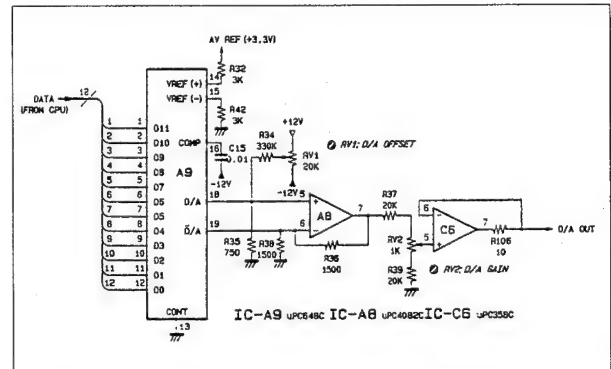 AV REF (+3.3V)
R32
3K
14
VREF (+)
15
VREF (-)
R42
3K
12
DATA
(FROM CPU)
COMP
16
C15
0.01
-12V
+12V
R34
330K
RV1
20K
-12V
RV1; D/A OFFSET
A9
1 1 D11
2 2 D10
3 3 D9
4 4 D8
5 5 D7
6 6 D6
7 7 D5
8 8 D4
9 9 D3
10 10 D2
11 11 D1
12 12 D0
18
D/A
19
D/A
CONT
13
R35
750
R38
1500
5
+
6
-
A8
7
R36
1500
R37
20K
RV2
1K
R39
20K
6
-
5
+
C6
7
R106
10
D/A OUT
RV2; D/A GAIN
IC-A9 uPC648C IC-A8 uPC4082C IC-C6 uPC358C